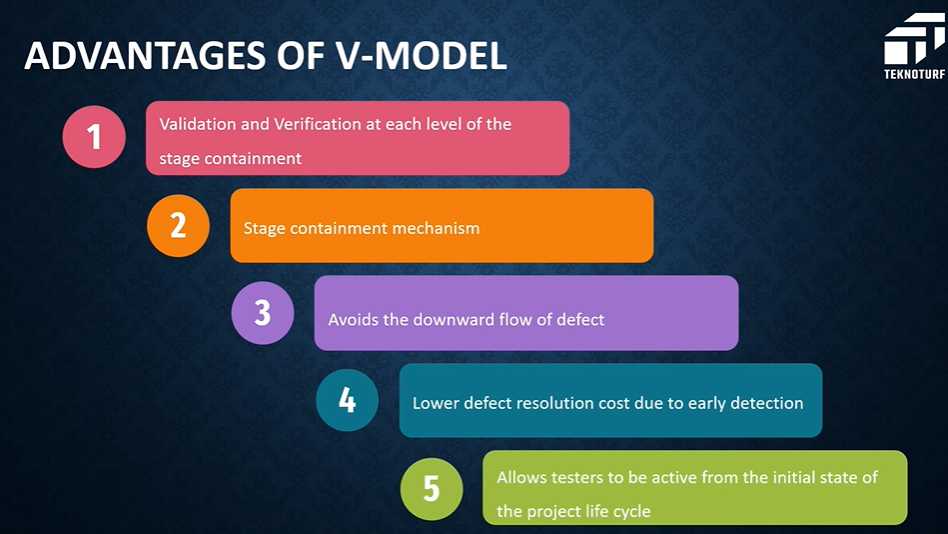 ADVANTAGES OF V-MODEL
TEKNOTURF
1
Validation and Verification at each level of the
stage containment
2
Stage containment mechanism
3
Avoids the downward flow of defect
4
Lower defect resolution cost due to early detection
5
Allows testers to be active from the initial state of
the project life cycle